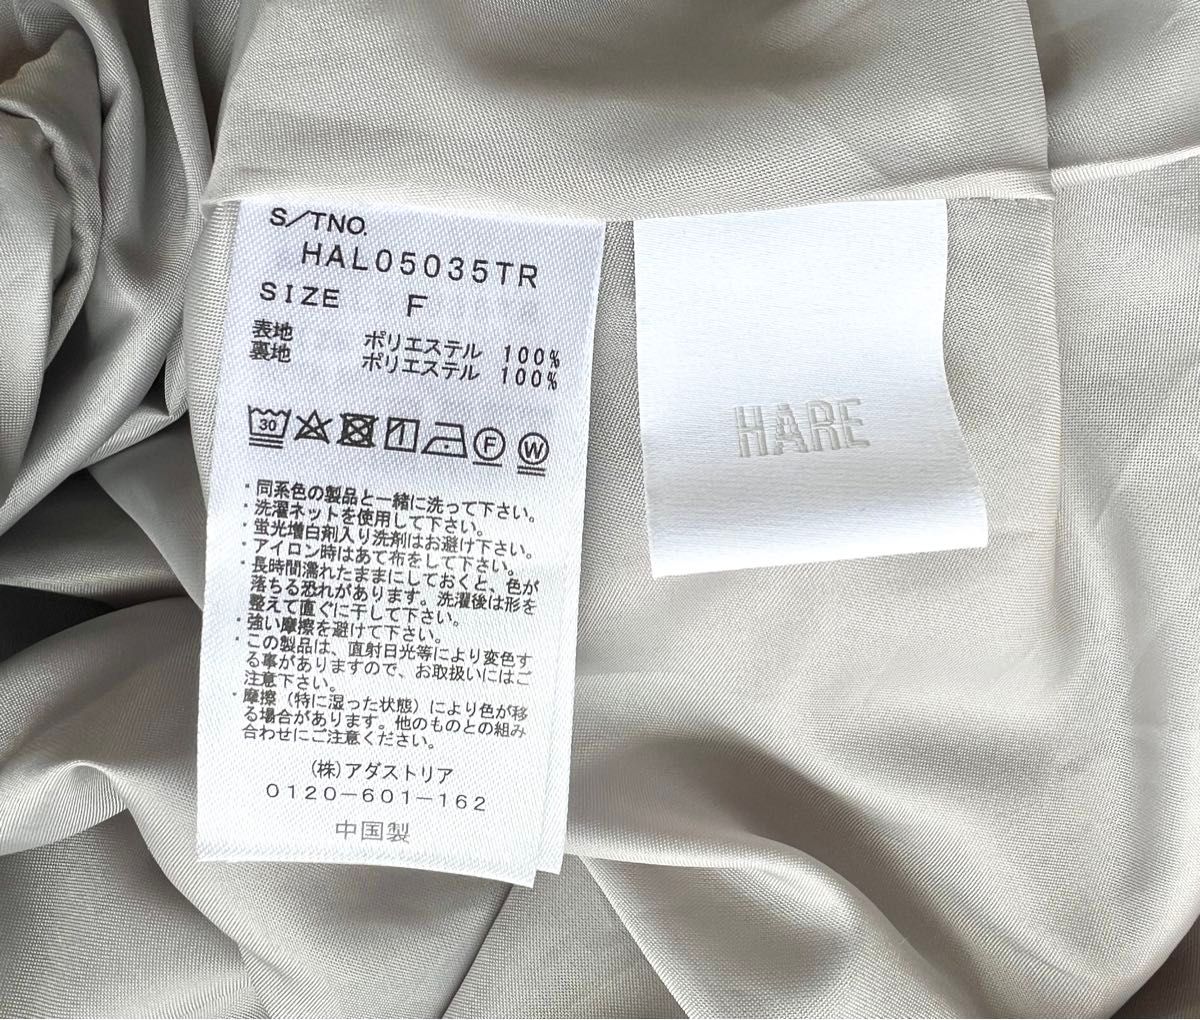 S/TNO.
HAL05035TR
SIZE F
表地 ポリエステル 100%
裏地 ポリエステル 100%
30 F W
・同系色の製品と一緒に洗って下さい。
・洗濯ネットを使用して下さい。
・蛍光増白剤入り洗剤はお避け下さい。
・アイロン時はあて布をして下さい。
・長時間濡れたままにしておくと、色が
落ちる恐れがあります。洗濯後は形を
整えて直ぐに干して下さい。
・強い摩擦を避けて下さい。
・この製品は、直射日光等により変色す
る事がありますので、お取扱いにはご
注意下さい。
・摩擦（特に湿った状態）により色が移
る場合があります。他のものとの組み
合わせにご注意ください。
(株)アダストリア
0120-601-162
中国製
HARE